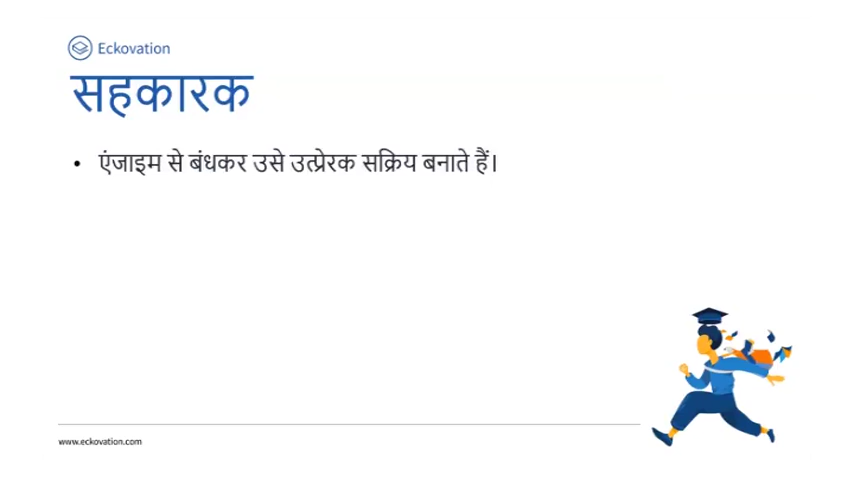 Eckovation
सहकारक
• एंजाइम से बंधकर उसे उत्प्रेरक सक्रिय बनाते हैं।
www.eckovation.com